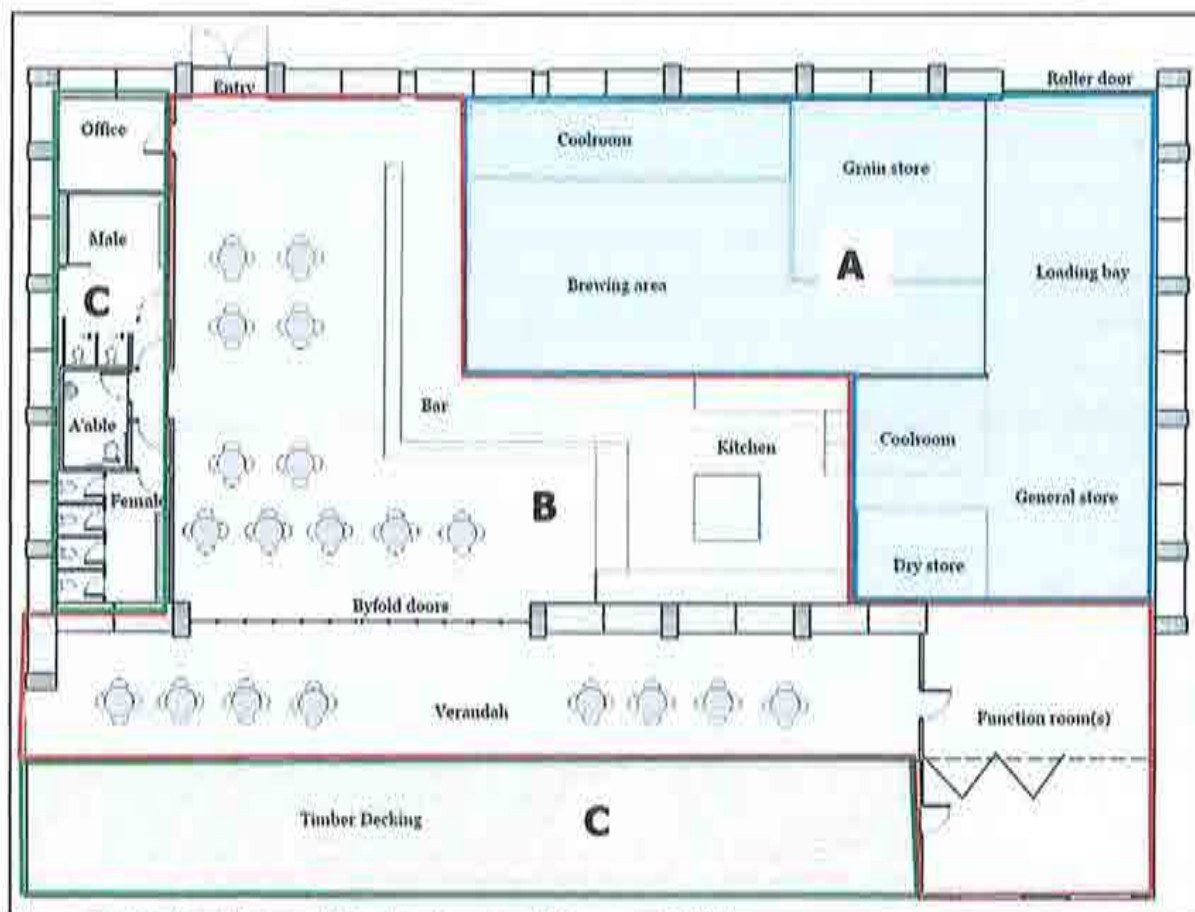 Entry
Roller door
Office
Coolroom
Grain store
Male
A
Loading bay
Brewing area
C
Bar
A'able
Kitchen
Coolroom
Female
B
General store
Dry store
Byfold doors
Verandah
Function room(s)
Timber Decking
C